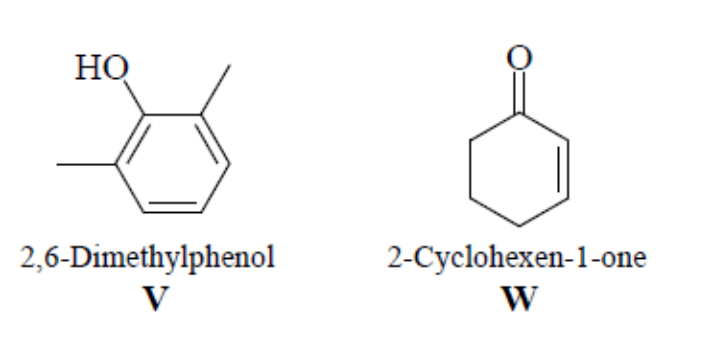 HO
O
2,6-Dimethylphenol
2-Cyclohexen-1-one
V
W